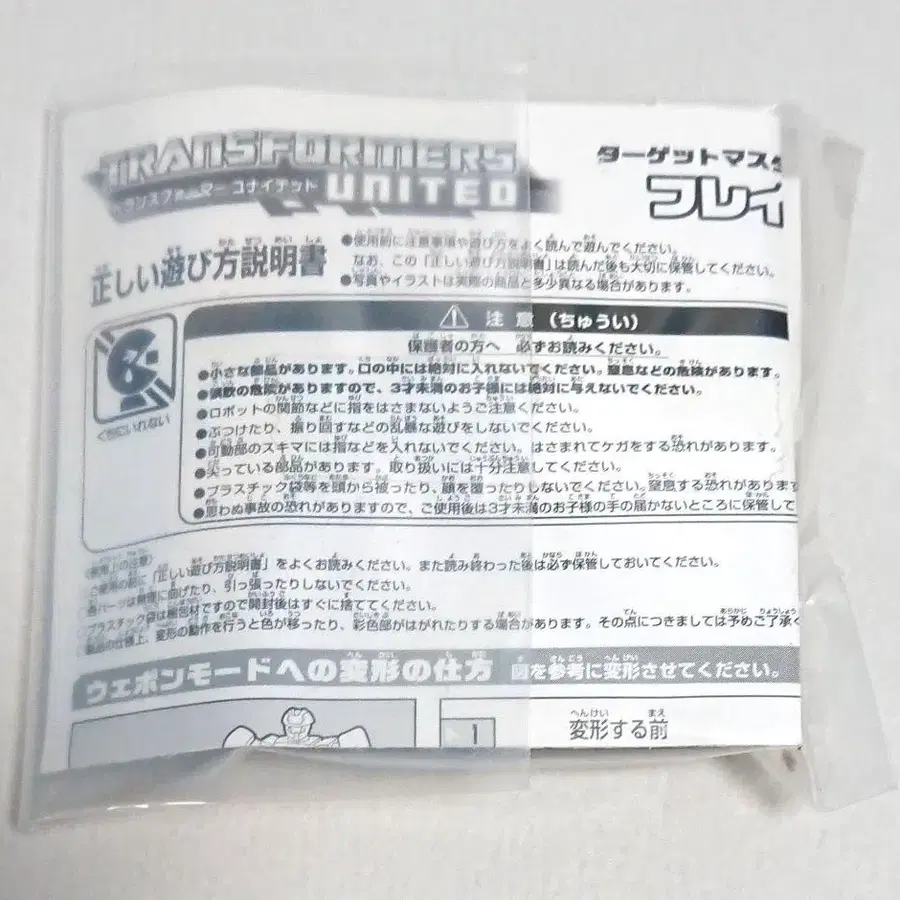 TRANSFORMERS
トランスフォーマー ユナイテッド UNITED
ターゲットマス
フレイ
正しい遊び方説明書
●使用前に注意事項や遊び方をよく読んで遊んでください。
なお、この「正しい遊び方説明書」は読んだ後も大切に保管してください。
●写真やイラストは実際の商品と多少異なる場合があります。
注 意 (ちゅうい)
保護者の方へ 必ずお読みください。
●小さな部品があります。口の中には絶対に入れないでください。窒息などの危険があります。
●誤飲の危険がありますので、3才未満のお子様には絶対に与えないでください。
●ロボットの関節などに指をはさまないようご注意ください。
●ぶつけたり、振り回すなどの乱暴な遊びをしないでください。
●可動部のスキマには指などを入れないでください。はさまれてケガをする恐れがあります。
●尖っている部品があります。取り扱いには十分注意してください。
●プラスチック袋等を頭から被ったり、顔を覆ったりしないでください。窒息する恐れがあります
●思わぬ事故の恐れがありますので、ご使用後は3才未満のお子様の手の届かないところに保管して
くちにいれない
〈使用上の注意〉
ご使用の前に「正しい遊び方説明書」をよくお読みください。また読み終わった後は必ず保管しておいてください。
各パーツは無理に曲げたり、引っ張ったりしないでください。
プラスチック袋は梱包材ですので開封後はすぐに捨ててください。
製品の仕様上、変形の動作を行うと色が移ったり、彩色部がはがれたりする場合があります。その点につきましては予めご了承く
ウェポンモードへの変形の仕方 図を参考に変形させてください。
1 変形する前